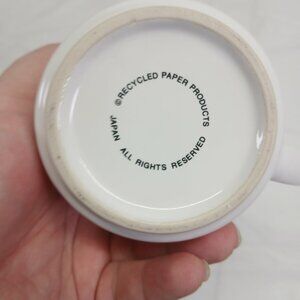 © RECYCLED PAPER PRODUCTS
JAPAN ALL RIGHTS RESERVED